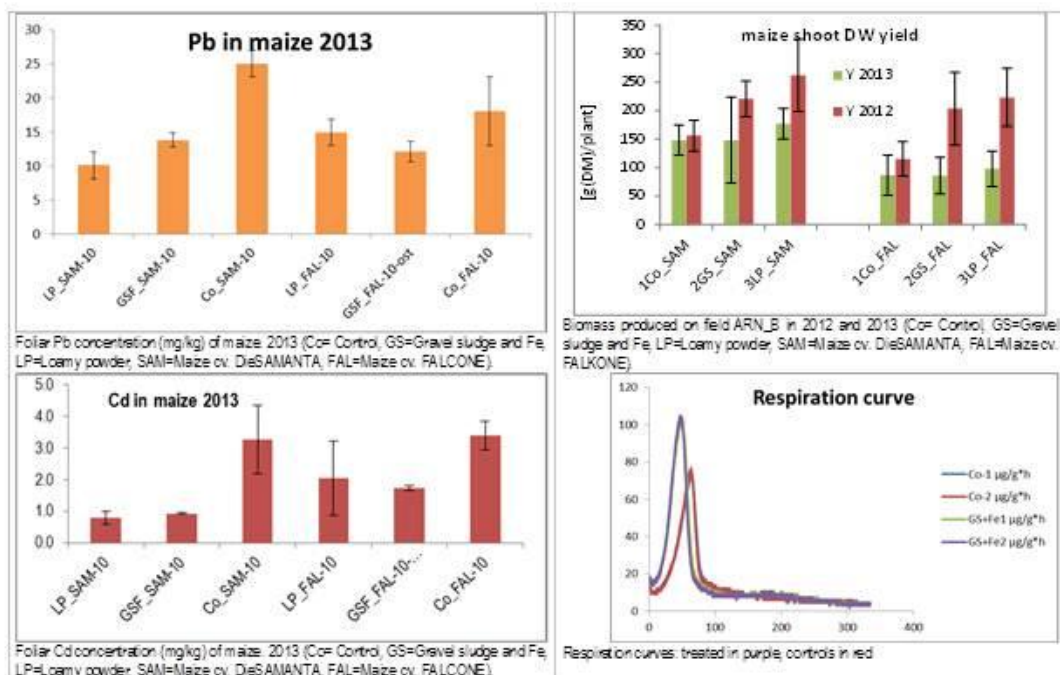 Pb in maize 2013
30
25
20
15
10
5
0
LP_SAM-10
GSF_SAM-10
Co_SAM-10
LP_FAL-10
GSF_FAL-10-ost
Co_FAL-10
Foliar Pb concentration (mg/kg) of maize. 2013 (Co= Control, GS=Gravel sludge and Fe,
LP=Loamy powder, SAM=Maize cv. DieSAMANTA, FAL=Maize cv. FALCONE).
maize shoot DW yield
[g(DM)/plant]
350
300
250
200
150
100
50
0
Y 2013
Y 2012
1Co_SAM
2GS_SAM
3LP_SAM
1Co_FAL
2GS_FAL
3LP_FAL
Biomass produced on field ARN_B in 2012 and 2013 (Co= Control, GS=Gravel
sludge and Fe, LP=Loamy powder, SAM=Maize cv. DieSAMANTA, FAL=Maize cv.
FALKONE).
Cd in maize 2013
5.0
4.0
3.0
2.0
1.0
0.0
LP_SAM-10
GSF_SAM-10
Co_SAM-10
LP_FAL-10
GSF_FAL-10-...
Co_FAL-10
Foliar Cd concentration (mg/kg) of maize. 2013 (Co= Control, GS=Gravel sludge and Fe,
LP=Loamy powder, SAM=Maize cv. DieSAMANTA, FAL=Maize cv. FALCONE).
Respiration curve
120
100
80
60
40
20
0
0 100 200 300 400
Co-1 µg/g*h
Co-2 µg/g*h
GS+Fe1 µg/g*h
GS+Fe2 µg/g*h
Respiration curves: treated in purple, controls in red